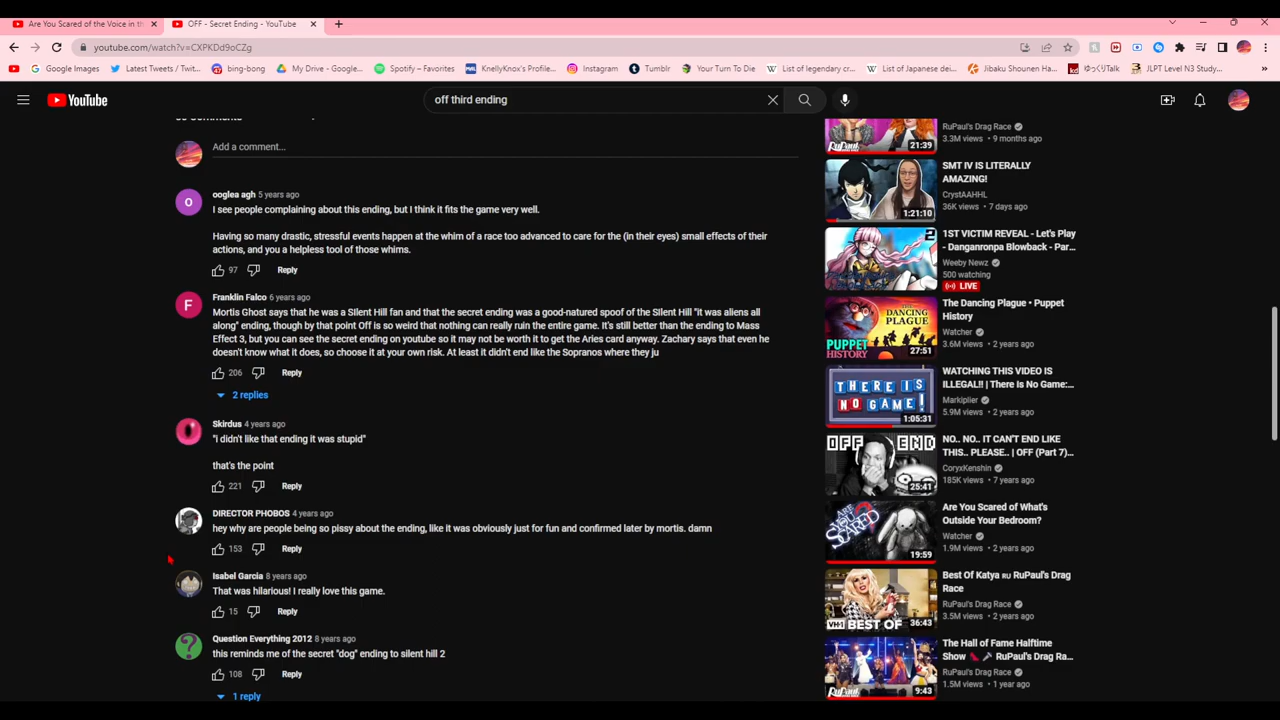 Are You Scared of the Voice in th
OFF - Secret Ending - YouTube
youtube.com/watch?v=CXPKDd9oCZg
Google Images
Latest Tweets / Twit...
bing-bong
My Drive - Google...
Spotify – Favorites
KnellyKnox's Profile...
Instagram
Tumblr
Your Turn To Die
List of legendary cr...
List of Japanese dei...
Jibaku Shounen Ha...
ゆっくりTalk
JLPT Level N3 Study...
YouTube
off third ending
Comments
Add a comment...
ooglea agh 5 years ago
I see people complaining about this ending, but I think it fits the game very well.
Having so many drastic, stressful events happen at the whim of a race too advanced to care for the (in their eyes) small effects of their
actions, and you a helpless tool of those whims.
97 Reply
F
Franklin Falco 6 years ago
Mortis Ghost says that he was a Silent Hill fan and that the secret ending was a good-natured spoof of the Silent Hill "it was aliens all
along" ending, though by that point Off is so weird that nothing can really ruin the entire game. It's still better than the ending to Mass
Effect 3, but you can see the secret ending on youtube so it may not be worth it to get the Aries card anyway. Zachary says that even he
doesn't know what it does, so choose it at your own risk. At least it didn't end like the Sopranos where they ju
206 Reply
2 replies
Skirdus 4 years ago
"i didn't like that ending it was stupid"
that's the point
221 Reply
DIRECTOR PHOBOS 4 years ago
hey why are people being so pissy about the ending, like it was obviously just for fun and confirmed later by mortis. damn
153 Reply
Isabel Garcia 8 years ago
That was hilarious! I really love this game.
15 Reply
?
Question Everything 2012 8 years ago
this reminds me of the secret "dog" ending to silent hill 2
108 Reply
1 reply
RuPaul's Drag Race
3.3M views • 9 months ago
21:39
SMT IV IS LITERALLY
AMAZING!
CrystAAHHL
36K views • 7 days ago
1:21:10
1ST VICTIM REVEAL - Let's Play
- Danganronpa Blowback - Par...
Weeby Newz
500 watching
LIVE
2
The Dancing Plague • Puppet
History
Watcher
3.6M views • 2 years ago
The DANCING
PLAGUE
PUPPET
HISTORY
27:51
WATCHING THIS VIDEO IS
ILLEGAL!! | There Is No Game:...
Markiplier
5.9M views • 2 years ago
THERE IS
NO GAME!
1:05:31
NO.. NO.. IT CAN'T END LIKE
THIS.. PLEASE.. | OFF (Part 7)...
CoryxKenshin
185K views • 7 years ago
OFF END
25:41
Are You Scared of What's
Outside Your Bedroom?
Watcher
1.9M views • 2 years ago
19:59
Best Of Katya RU RuPaul's Drag
Race
RuPaul's Drag Race
3.5M views • 2 years ago
VH1 BEST OF
36:43
The Hall of Fame Halftime
Show RuPaul's Drag Ra...
RuPaul's Drag Race
1.5M views • 1 year ago
9:43